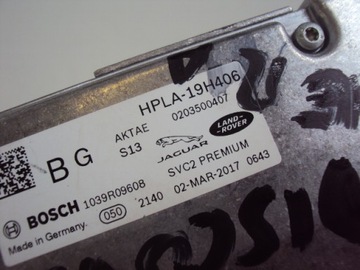 HPLA-19H406
0203500407
BG
AKTAE
S13
JAGUAR
LAND-
ROVER
SVC2 PREMIUM
BOSCH
1039R09608
02-MAR-2017 0643
Made in Germany.
050
2140